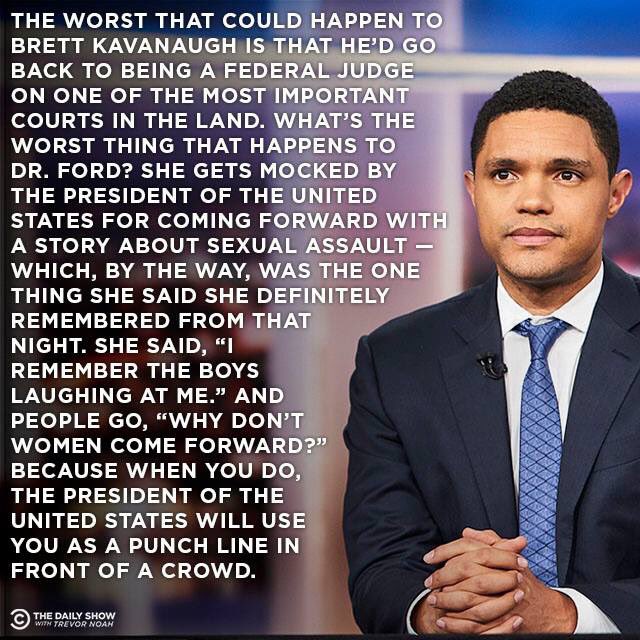 THE WORST THAT COULD HAPPEN TO
BRETT KAVANAUGH IS THAT HE'D GO
BACK TO BEING A FEDERAL JUDGE
ON ONE OF THE MOST IMPORTANT
COURTS IN THE LAND. WHAT'S THE
WORST THING THAT HAPPENS TO
DR. FORD? SHE GETS MOCKED BY
THE PRESIDENT OF THE UNITED
STATES FOR COMING FORWARD WITH
A STORY ABOUT SEXUAL ASSAULT —
WHICH, BY THE WAY, WAS THE ONE
THING SHE SAID SHE DEFINITELY
REMEMBERED FROM THAT
NIGHT. SHE SAID, “I
REMEMBER THE BOYS
LAUGHING AT ME.” AND
PEOPLE GO, “WHY DON'T
WOMEN COME FORWARD?”
BECAUSE WHEN YOU DO,
THE PRESIDENT OF THE
UNITED STATES WILL USE
YOU AS A PUNCH LINE IN
FRONT OF A CROWD.
THE DAILY SHOW
WITH TREVOR NOAH